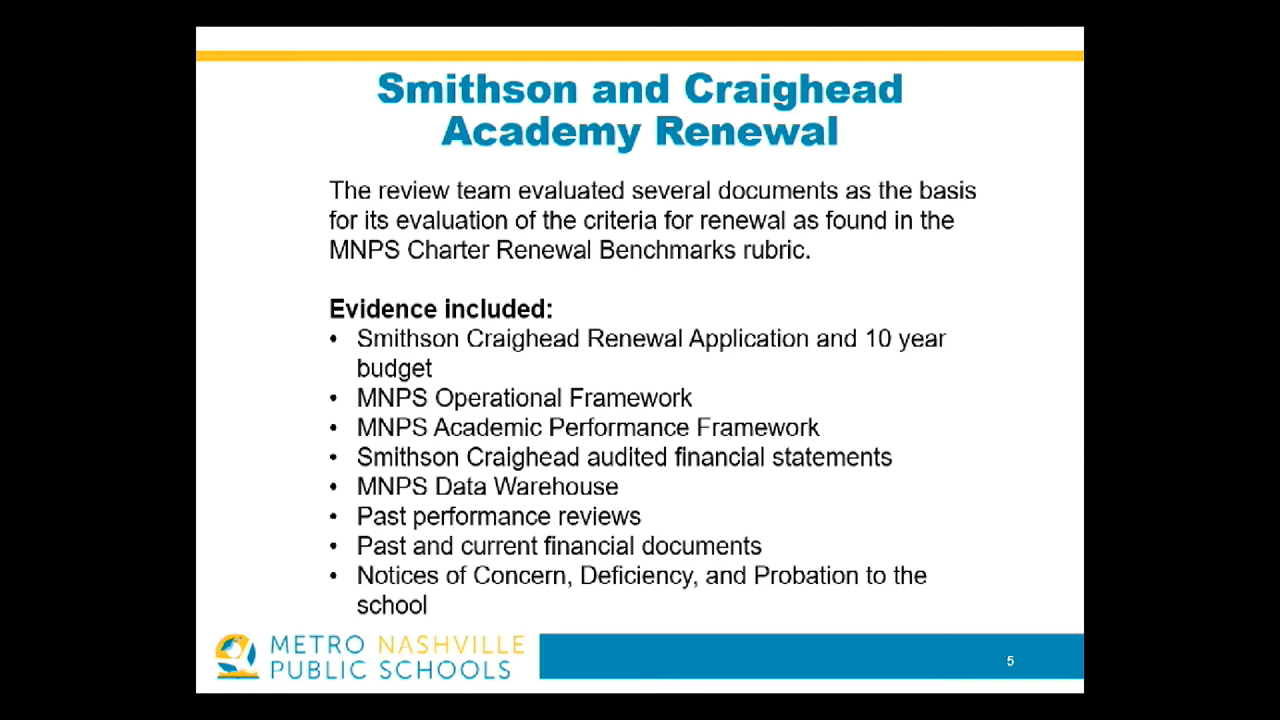 Smithson and Craighead
Academy Renewal
The review team evaluated several documents as the basis
for its evaluation of the criteria for renewal as found in the
MNPS Charter Renewal Benchmarks rubric.
Evidence included:
• Smithson Craighead Renewal Application and 10 year
budget
• MNPS Operational Framework
• MNPS Academic Performance Framework
• Smithson Craighead audited financial statements
• MNPS Data Warehouse
• Past performance reviews
• Past and current financial documents
• Notices of Concern, Deficiency, and Probation to the
school
METRO NASHVILLE
PUBLIC SCHOOLS
5